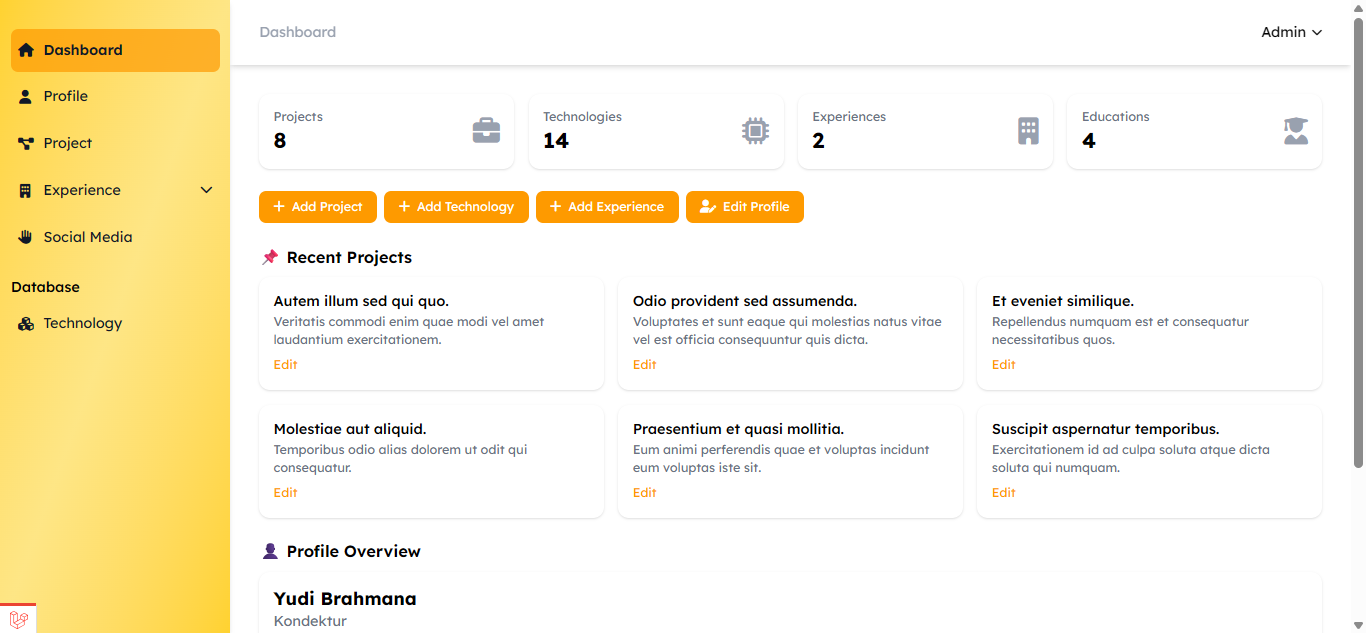 Dashboard
Profile
Project
Experience
Social Media
Database
Technology
Dashboard
Admin
Projects
8
Technologies
14
Experiences
2
Educations
4
+ Add Project
+ Add Technology
+ Add Experience
Edit Profile
Recent Projects
Autem illum sed qui quo.
Veritatis commodi enim quae modi vel amet
laudantium exercitationem.
Edit
Odio provident sed assumenda.
Voluptates et sunt eaque qui molestias natus vitae
vel est officia consequuntur quis dicta.
Edit
Et eveniet similique.
Repellendus numquam est et consequatur
necessitatibus quos.
Edit
Molestiae aut aliquid.
Temporibus odio alias dolorem ut odit qui
consequatur.
Edit
Praesentium et quasi mollitia.
Eum animi perferendis quae et voluptas incidunt
eum voluptas iste sit.
Edit
Suscipit aspernatur temporibus.
Exercitationem id ad culpa soluta atque dicta
soluta qui numquam.
Edit
Profile Overview
Yudi Brahmana
Kondektur